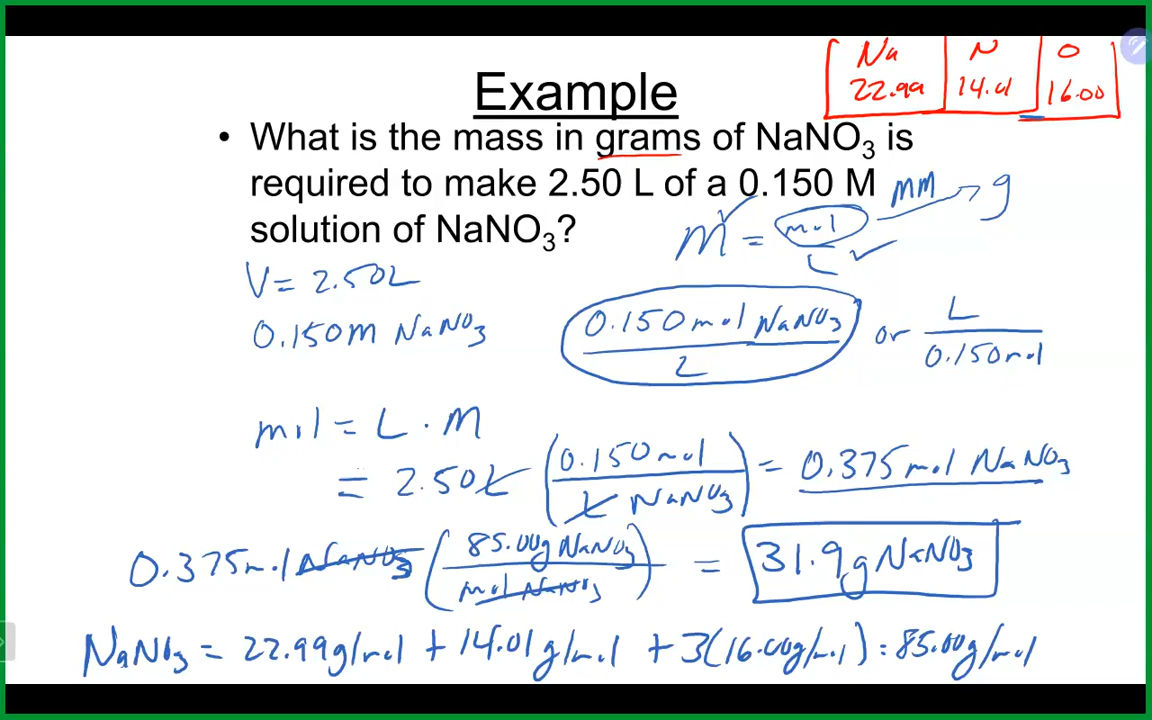 Na N O
22.99 14.01 16.00
Example
• What is the mass in grams of NaNO₃ is
required to make 2.50 L of a 0.150 M
solution of NaNO₃?
MM → g
M = mol
L
V = 2.50L
0.150M NaNO₃
0.150 mol NaNO₃ or L
L 0.150 mol
mol = L · M
= 2.50L (0.150 mol = 0.375 mol NaNO₃
L NaNO₃)
0.375 mol NaNO₃ (85.00g NaNO₃ = 31.9g NaNO₃
mol NaNO₃)
NaNO₃ = 22.99g/mol + 14.01g/mol + 3(16.00g/mol) = 85.00g/mol